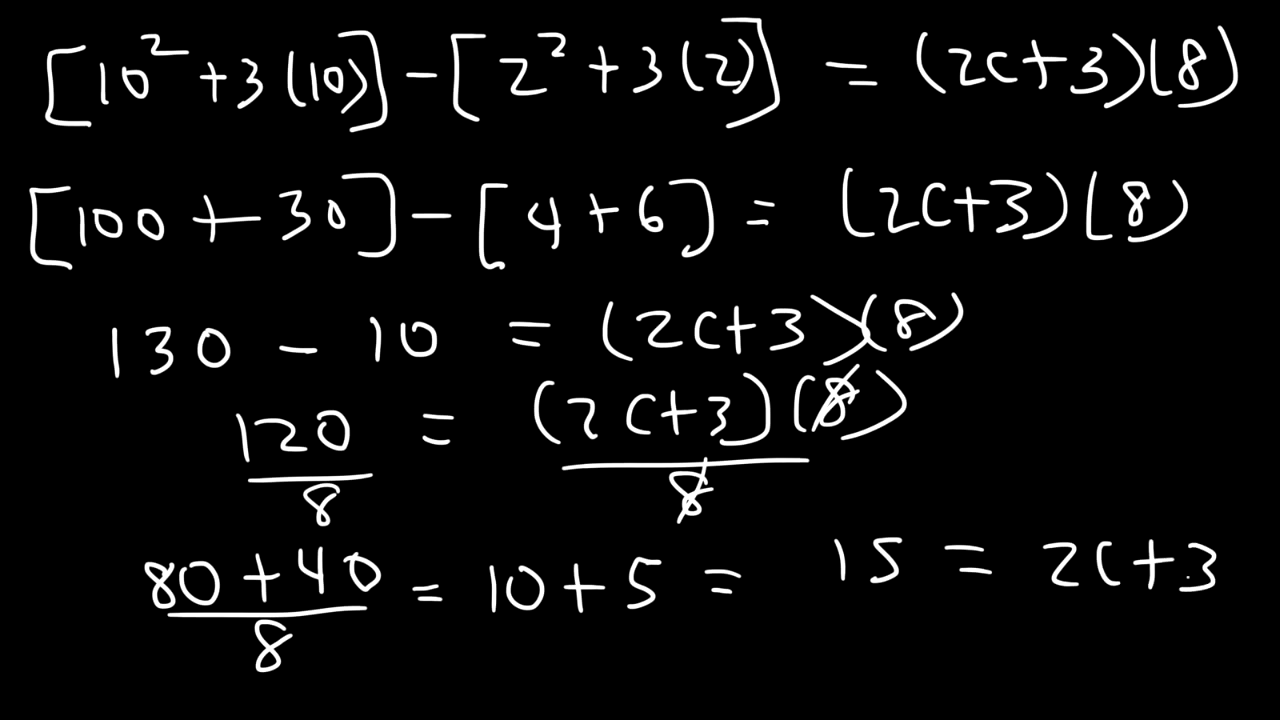 [10² + 3(10)] - [2² + 3(2)] = (2c+3)(8)
[100 + 30] - [4 + 6] = (2c+3)(8)
130 - 10 = (2c+3)(8)
120/8 = (2c+3)(8)/8
80 + 40/8 = 10 + 5 = 15 = 2c+3